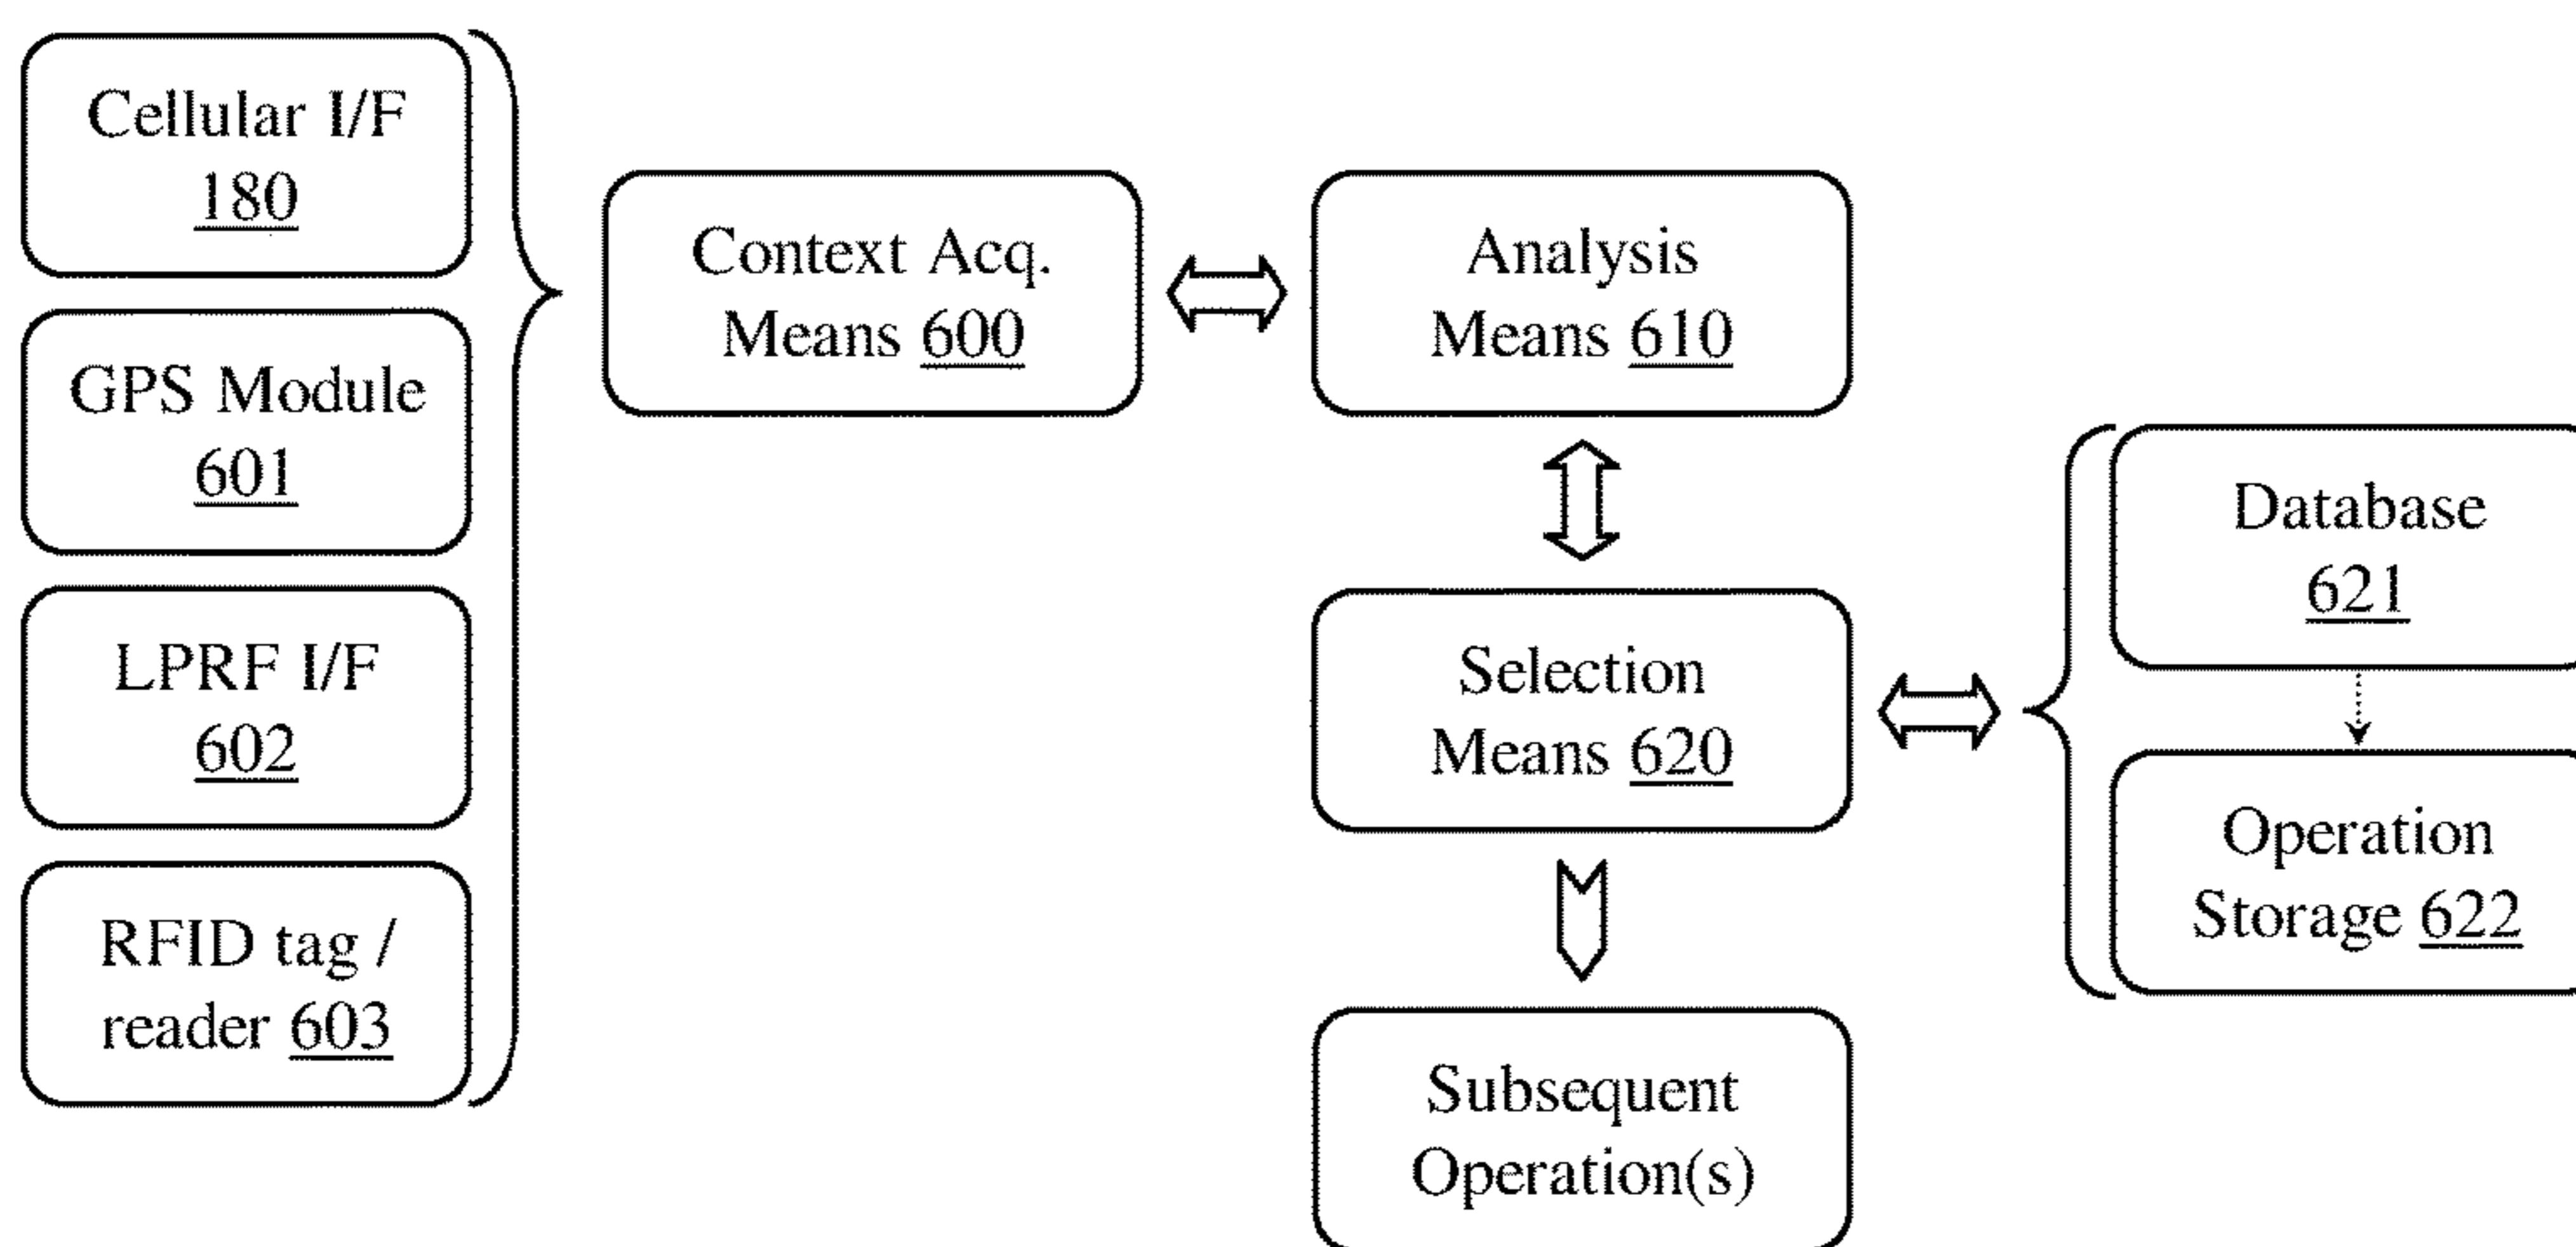 Cellular I/F
180
GPS Module
601
LPRF I/F
602
RFID tag /
reader 603
Context Acq.
Means 600
Analysis
Means 610
Selection
Means 620
Subsequent
Operation(s)
Database
621
Operation
Storage 622